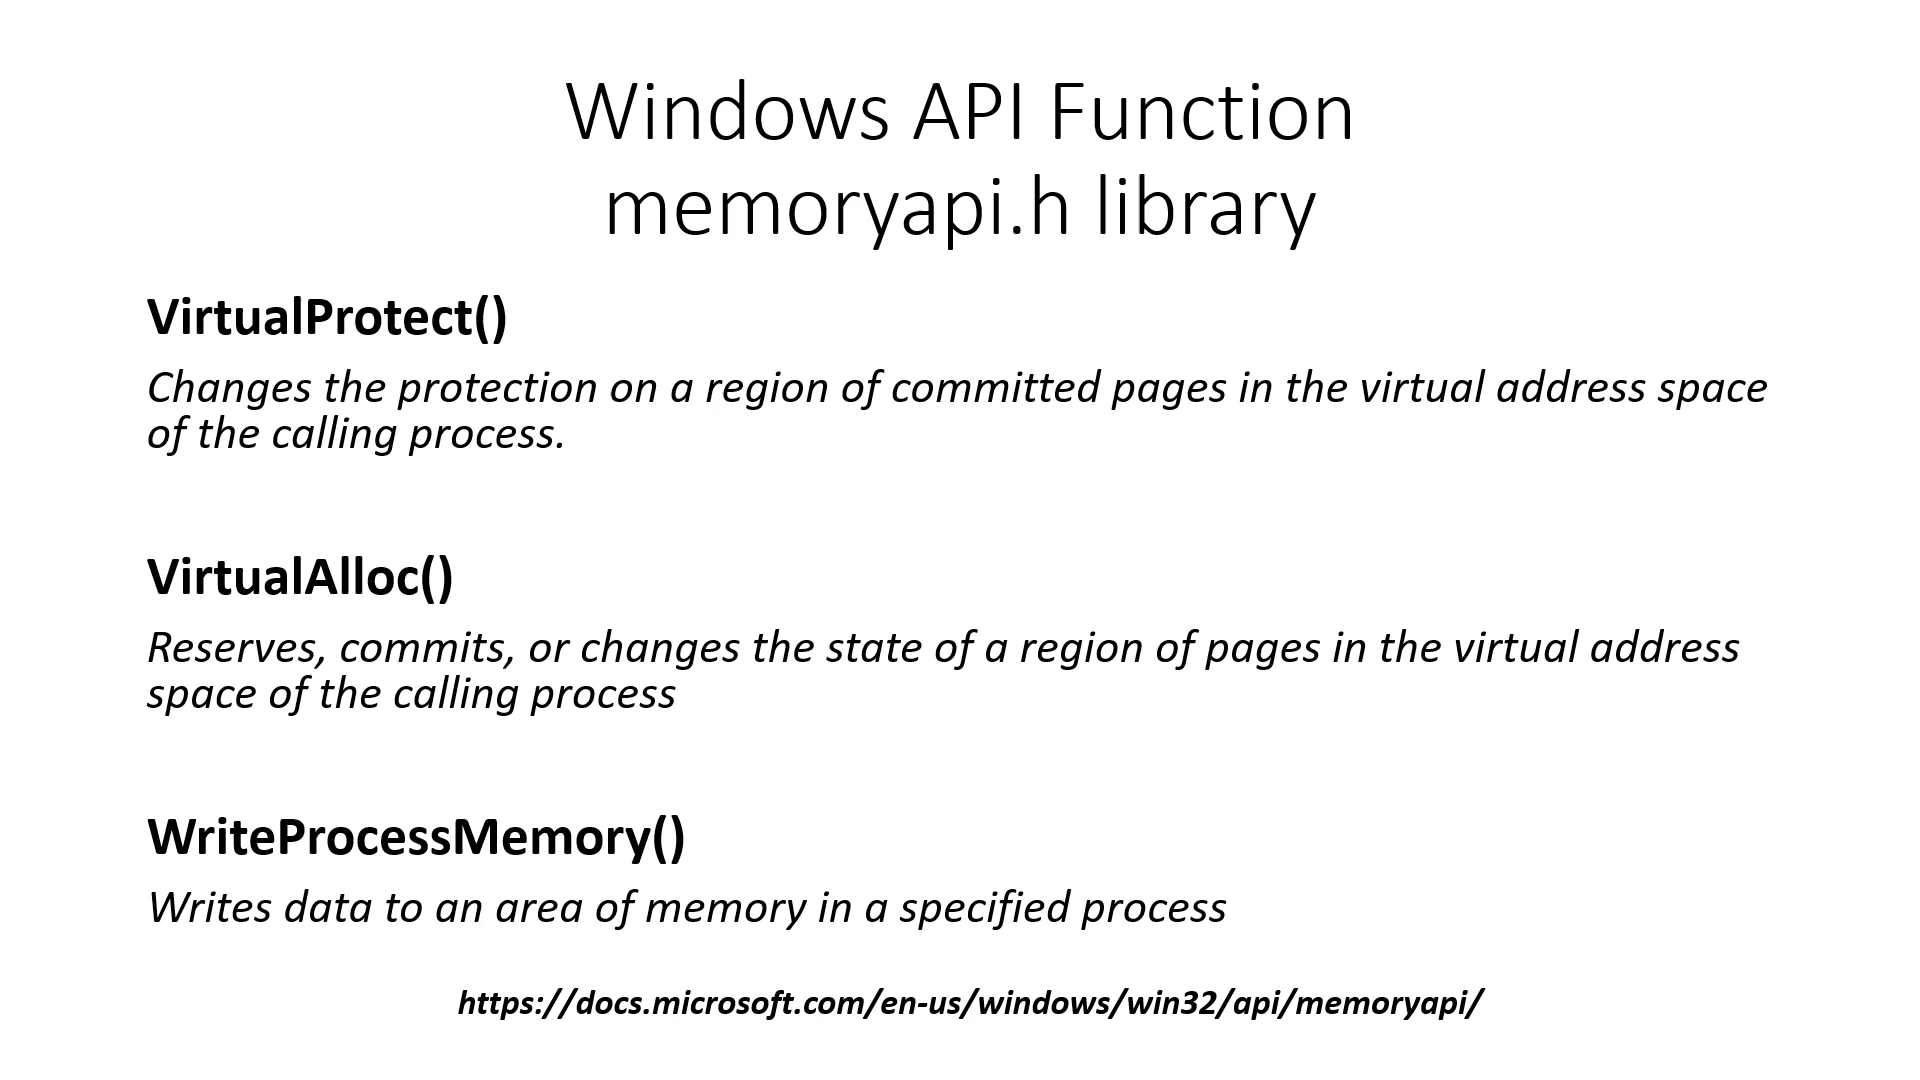 Windows API Function
memoryapi.h library
VirtualProtect()
Changes the protection on a region of committed pages in the virtual address space
of the calling process.
VirtualAlloc()
Reserves, commits, or changes the state of a region of pages in the virtual address
space of the calling process
WriteProcessMemory()
Writes data to an area of memory in a specified process
https://docs.microsoft.com/en-us/windows/win32/api/memoryapi/